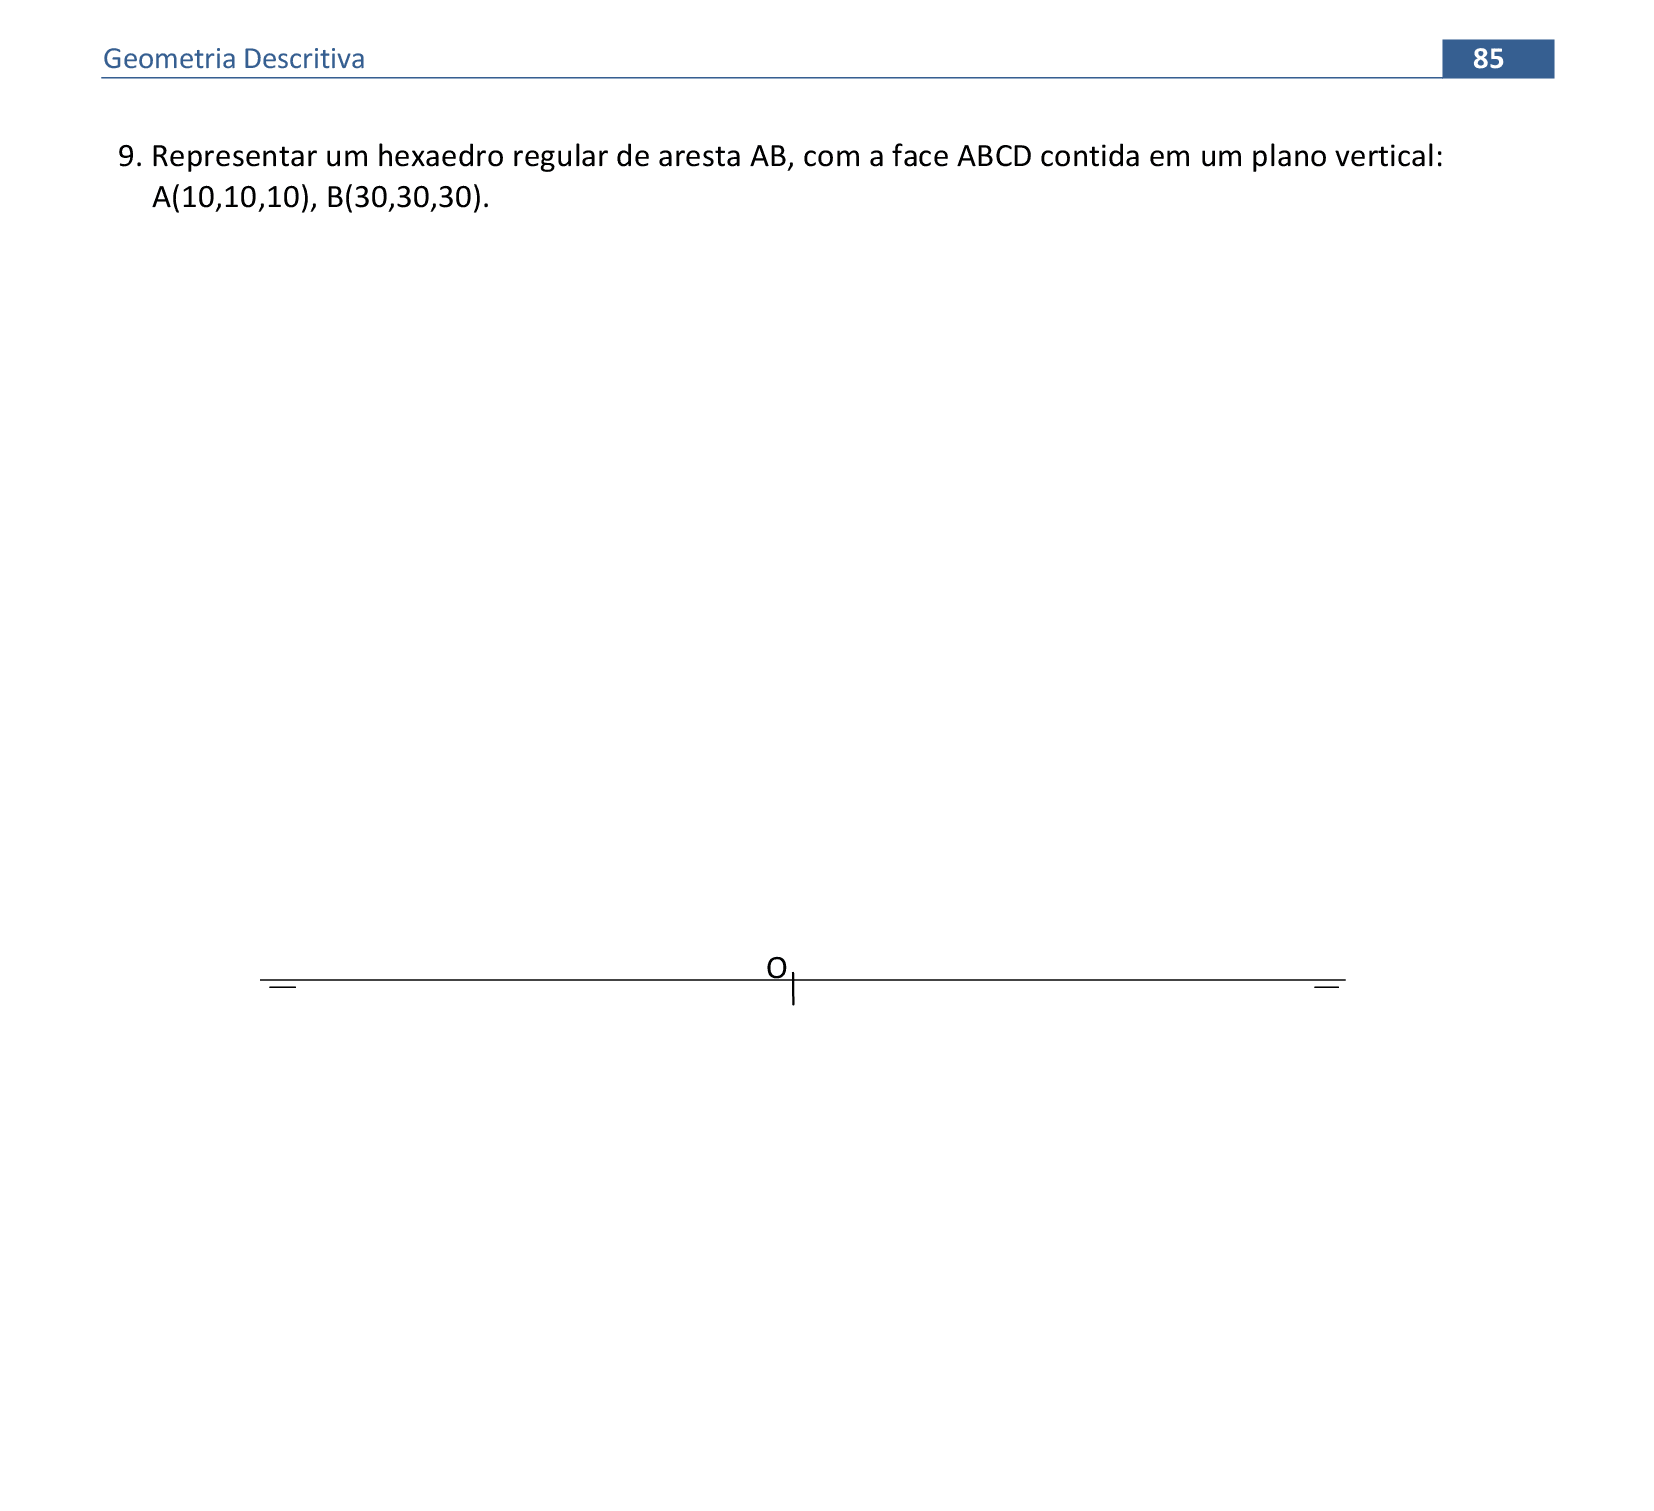 Geometria Descritiva
85
9. Representar um hexaedro regular de aresta AB, com a face ABCD contida em um plano vertical:
A(10,10,10), B(30,30,30).
O